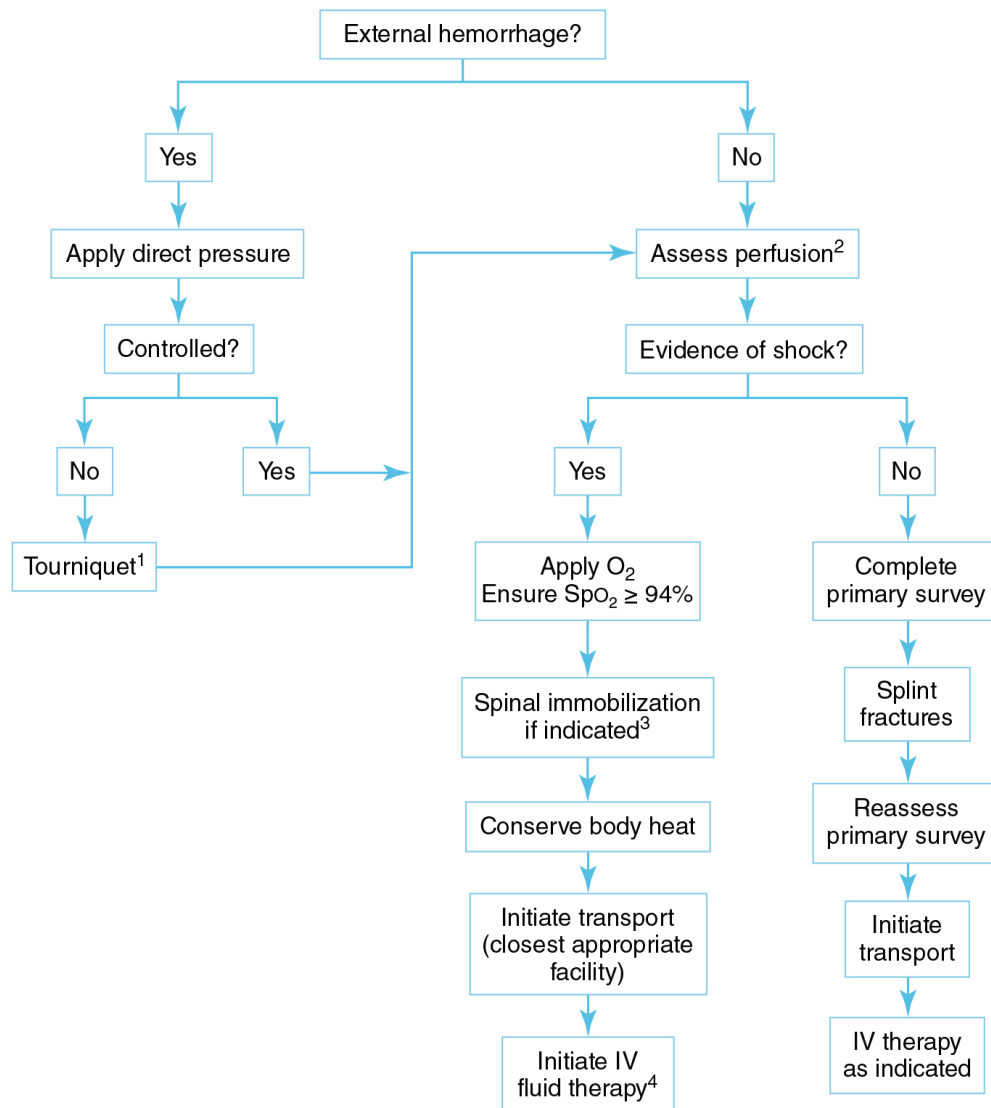 External hemorrhage?
Yes
No
Apply direct pressure
Assess perfusion²
Controlled?
Evidence of shock?
No
Yes
Yes
No
Tourniquet¹
Apply O₂
Ensure SpO₂ ≥ 94%
Complete
primary survey
Spinal immobilization
if indicated³
Splint
fractures
Conserve body heat
Reassess
primary survey
Initiate transport
(closest appropriate
facility)
Initiate
transport
Initiate IV
fluid therapy⁴
IV therapy
as indicated